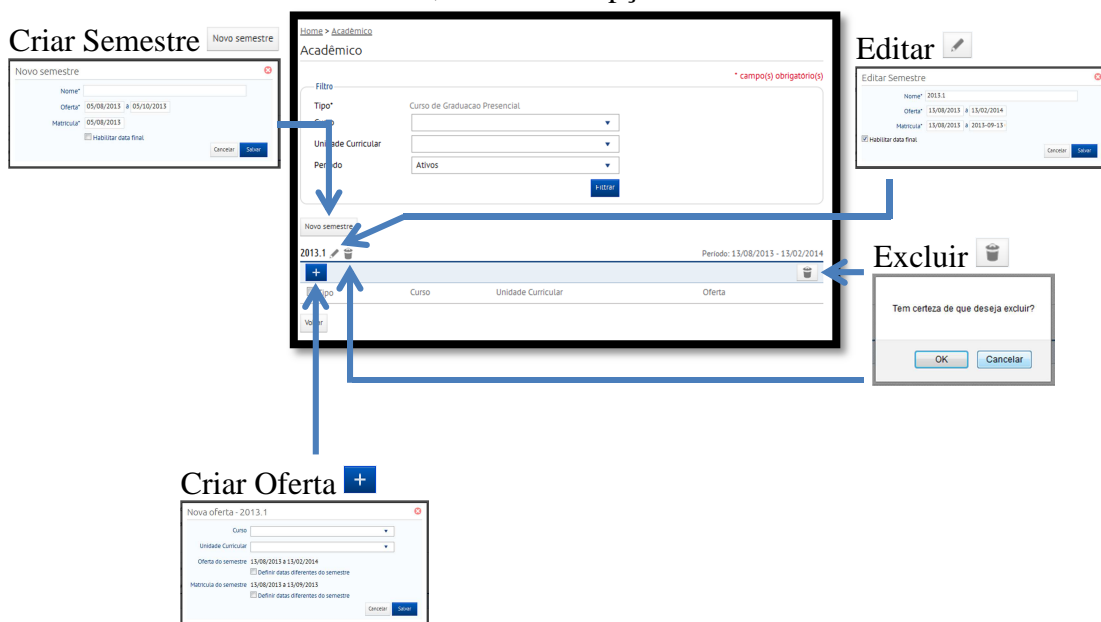 Criar Semestre Novo semestre
Novo semestre
Nome*
Oferta* 05/08/2013 à 05/10/2013
Matrícula* 05/08/2013
Habilitar data final
Cancelar Salvar
Home > Acadêmico
Acadêmico
* campo(s) obrigatório(s)
Filtro
Tipo* Curso de Graduacao Presencial
Unidade Curricular
Período Ativos
Filtrar
Novo semestre
2013.1 Período: 13/08/2013 - 13/02/2014
+
Tipo Curso Unidade Curricular Oferta
Voltar
Editar
Editar Semestre
Nome* 2013.1
Oferta* 13/08/2013 à 13/02/2014
Matrícula* 13/08/2013 à 2013-09-13
Habilitar data final
Cancelar Salvar
Excluir
Tem certeza de que deseja excluir?
OK Cancelar
Criar Oferta +
Nova oferta - 2013.1
Curso
Unidade Curricular
Oferta do semestre 13/08/2013 à 13/02/2014
Definir datas diferentes do semestre
Matrícula do semestre 13/08/2013 à 13/09/2013
Definir datas diferentes do semestre
Cancelar Salvar